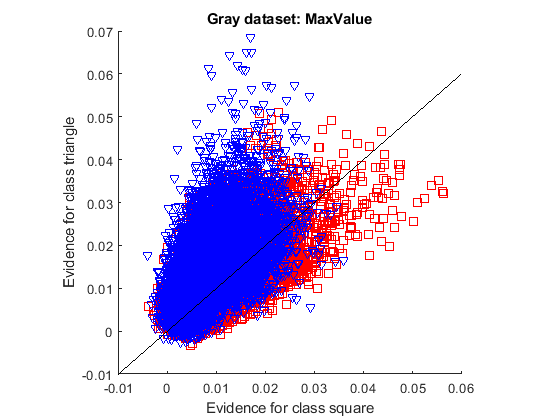 Gray dataset: MaxValue
0.07
0.06
0.05
0.04
0.03
0.02
0.01
0
-0.01
Evidence for class triangle
-0.01 0 0.01 0.02 0.03 0.04 0.05 0.06
Evidence for class square